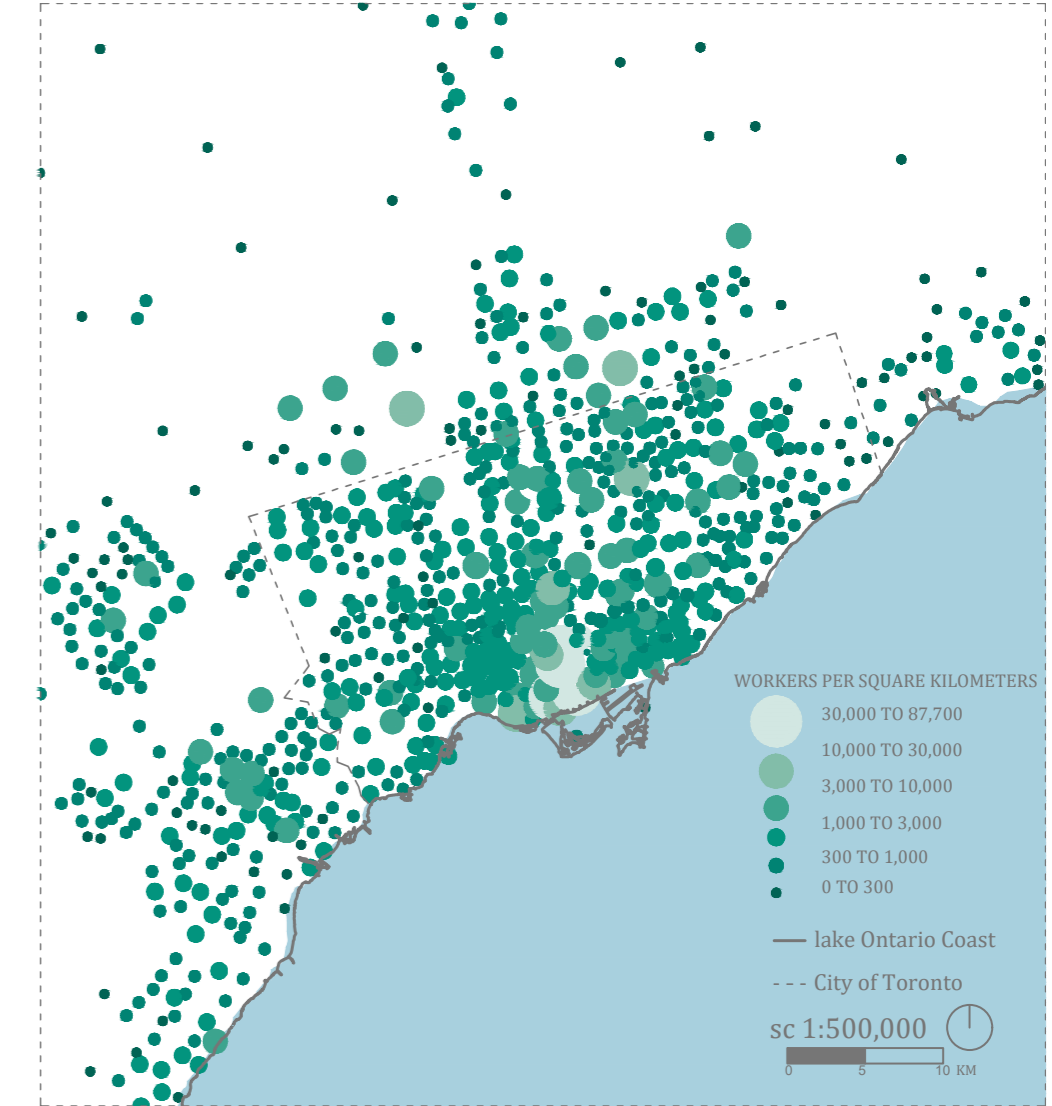 WORKERS PER SQUARE KILOMETERS
30,000 TO 87,700
10,000 TO 30,000
3,000 TO 10,000
1,000 TO 3,000
300 TO 1,000
0 TO 300
lake Ontario Coast
City of Toronto
sc 1:500,000
0 5 10 KM